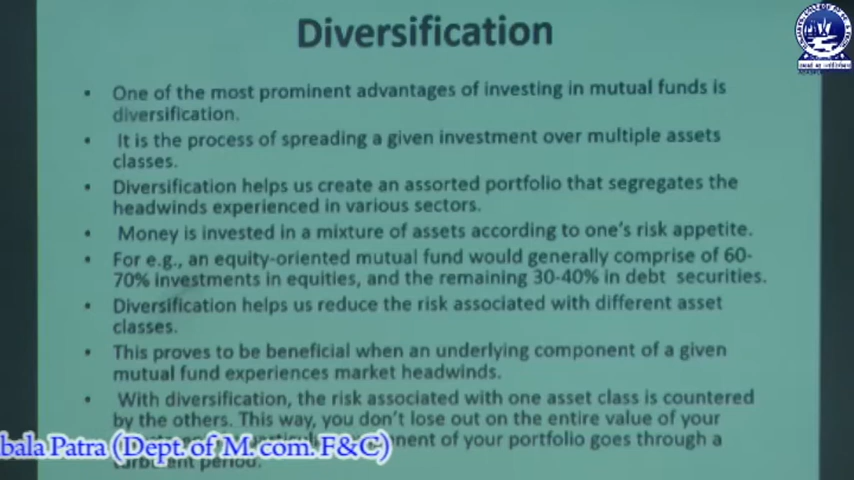 Diversification
• One of the most prominent advantages of investing in mutual funds is
diversification.
• It is the process of spreading a given investment over multiple assets
classes.
• Diversification helps us create an assorted portfolio that segregates the
headwinds experienced in various sectors.
• Money is invested in a mixture of assets according to one's risk appetite.
• For e.g., an equity-oriented mutual fund would generally comprise of 60-
70% investments in equities, and the remaining 30-40% in debt securities.
• Diversification helps us reduce the risk associated with different asset
classes.
• This proves to be beneficial when an underlying component of a given
mutual fund experiences market headwinds.
• With diversification, the risk associated with one asset class is countered
by the others. This way, you don't lose out on the entire value of your
of your portfolio goes through a
period.
bala Patra (Dept. of M. com. F&C)